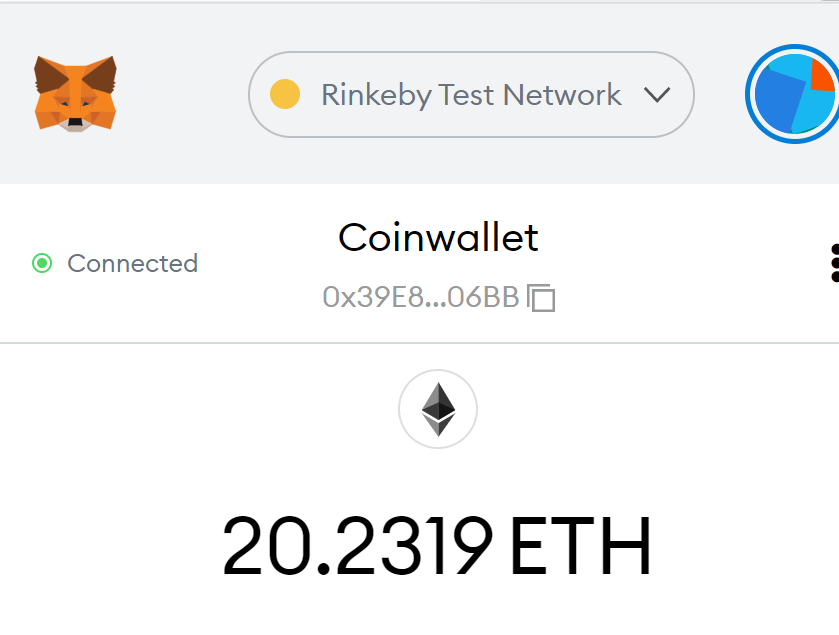 Rinkeby Test Network
Connected
Coinwallet
0x39E8...06BB
20.2319 ETH